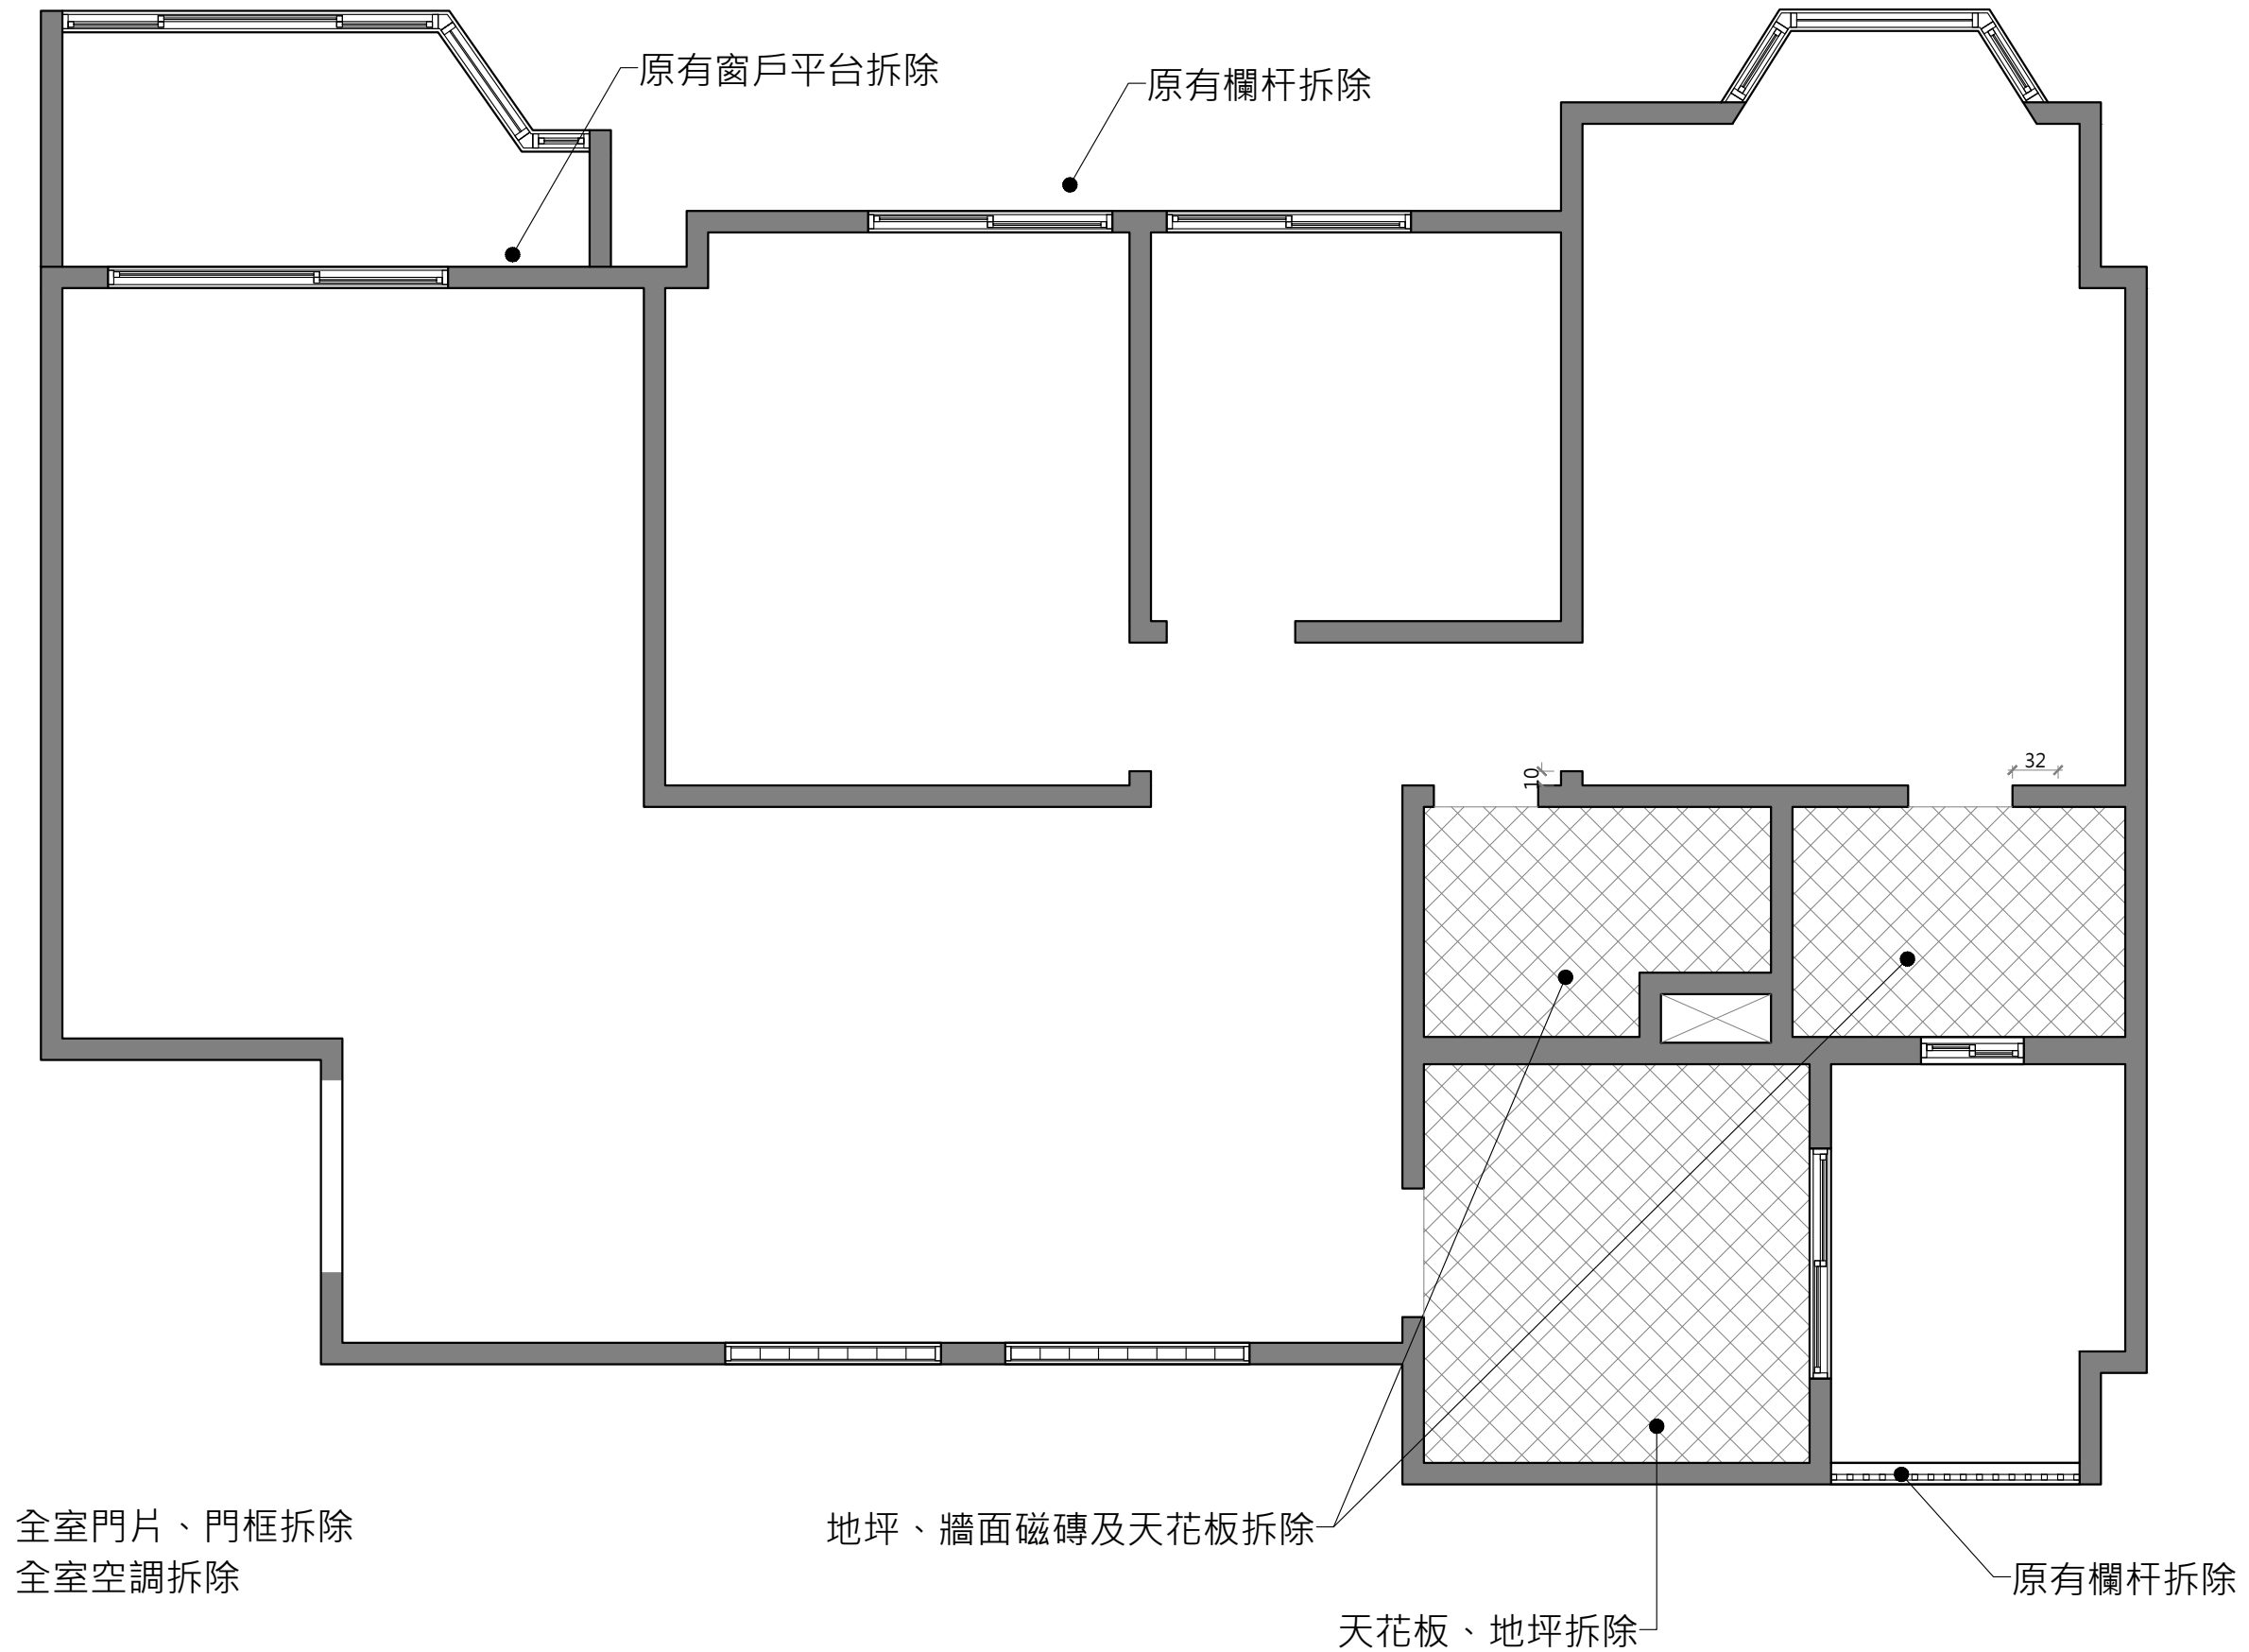 原有窗戶平台拆除
原有欄杆拆除
32
10
地坪、牆面磁磚及天花板拆除
全室門片、門框拆除
全室空調拆除
原有欄杆拆除
天花板、地坪拆除